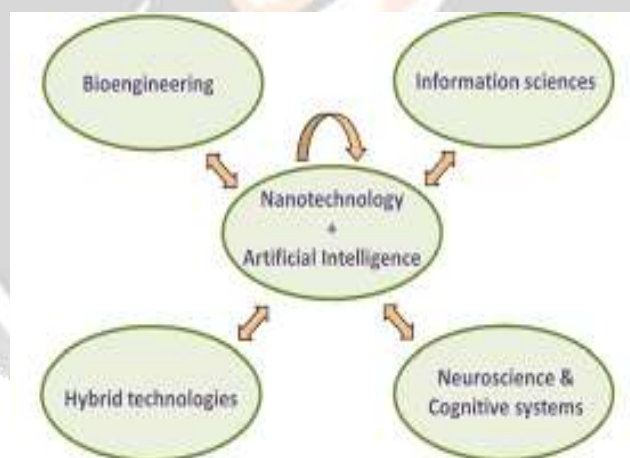 Bioengineering
Information sciences
Nanotechnology
+
Artificial Intelligence
Hybrid technologies
Neuroscience &
Cognitive systems